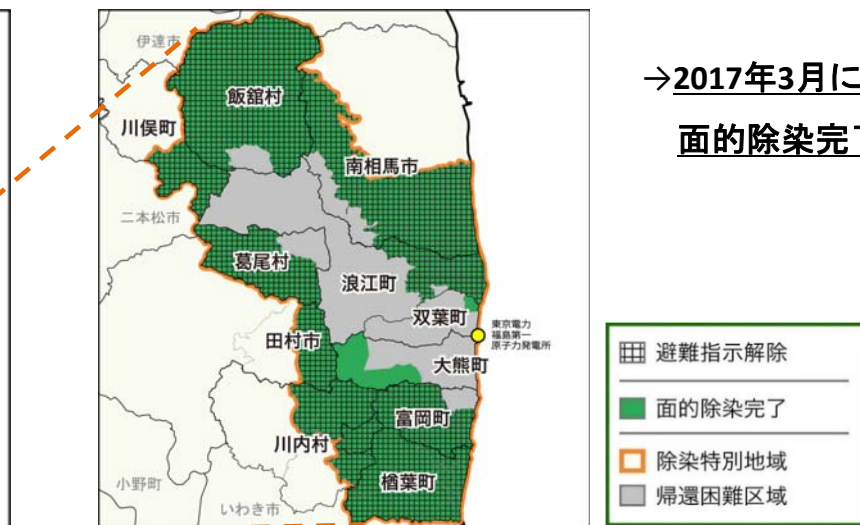 →2017年3月に
面的除染完
伊達市
飯舘村
川俣町
南相馬市
二本松市
葛尾村
浪江町
双葉町
東京電力
福島第一
原子力発電所
田村市
大熊町
富岡町
川内村
楢葉町
小野町
いわき市
避難指示解除
面的除染完了
除染特別地域
帰還困難区域